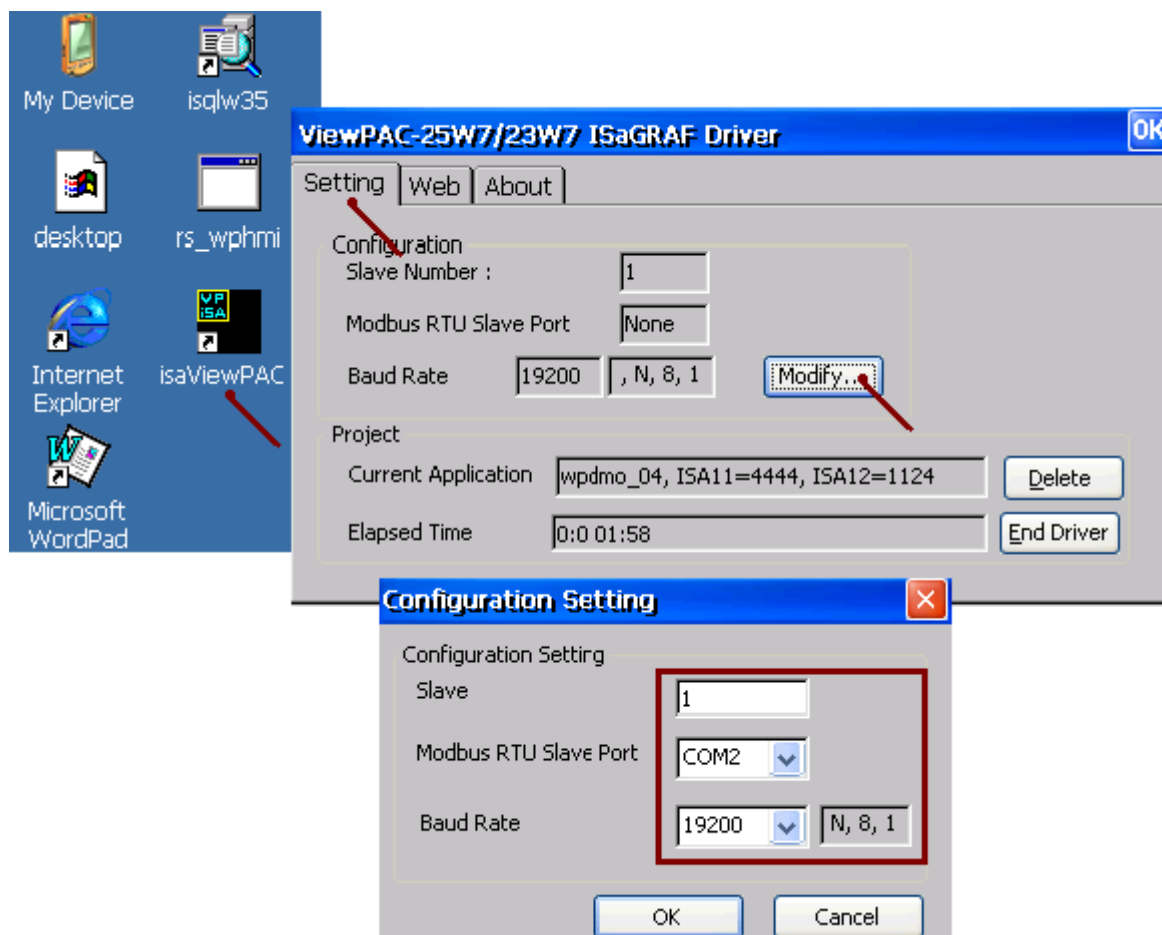 My Device
isqlw35
desktop
rs_wphmi
VP
iSA
Internet
Explorer
isaViewPAC
W
Microsoft
WordPad
ViewPAC-25W7/23W7 ISaGRAF Driver
OK
Setting
Web
About
Configuration
Slave Number :
1
Modbus RTU Slave Port
None
Baud Rate
19200
, N, 8, 1
Modify...
Project
Current Application
wpdmo_04, ISA11=4444, ISA12=1124
Delete
Elapsed Time
0:0 01:58
End Driver
Configuration Setting
Configuration Setting
Slave
1
Modbus RTU Slave Port
COM2
Baud Rate
19200
N, 8, 1
OK
Cancel